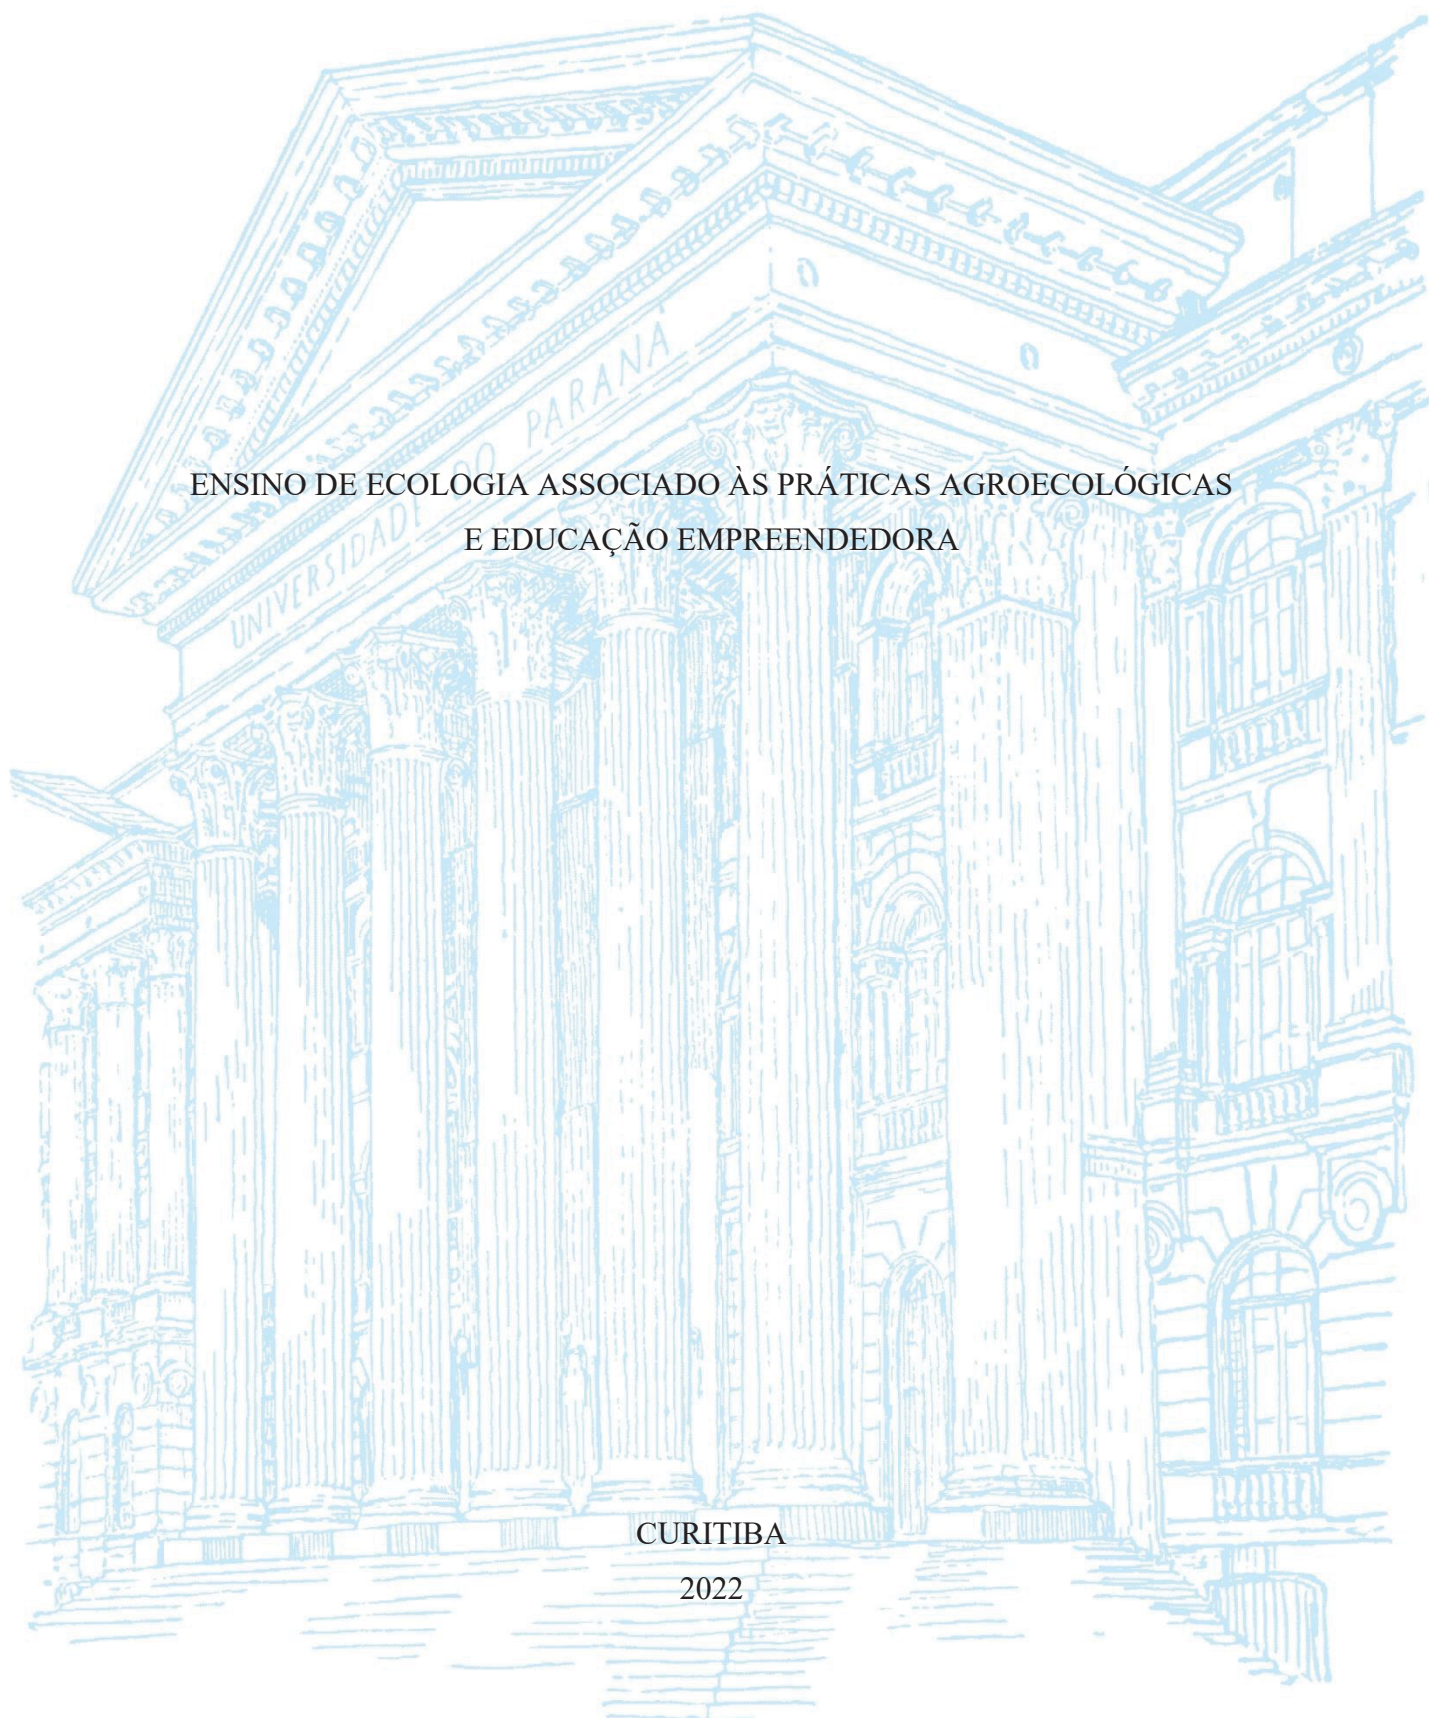 UNIVERSIDADE DO PARANÁ
ENSINO DE ECOLOGIA ASSOCIADO ÀS PRÁTICAS AGROECOLÓGICAS
E EDUCAÇÃO EMPREENDEDORA
CURITIBA
2022